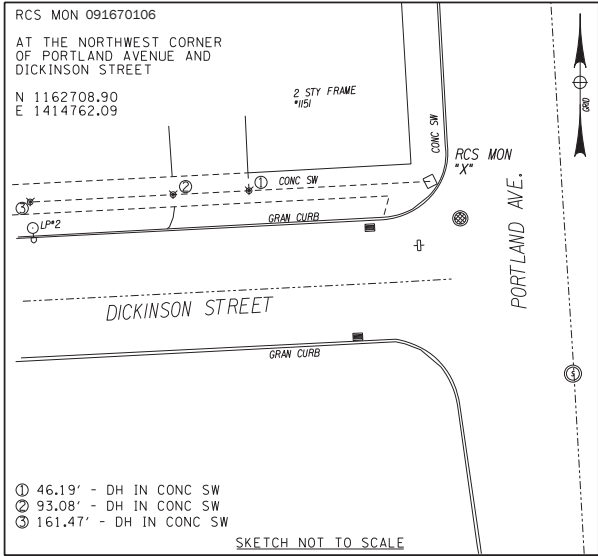 RCS MON 091670106
AT THE NORTHWEST CORNER
OF PORTLAND AVENUE AND
DICKINSON STREET
N 1162708.90
E 1414762.09
2 STY FRAME
#1151
GRID
CONC SW
RCS MON
"X"
② ① CONC SW
③
LP#2
GRAN CURB
PORTLAND AVE.
DICKINSON STREET
GRAN CURB
S
① 46.19' - DH IN CONC SW
② 93.08' - DH IN CONC SW
③ 161.47' - DH IN CONC SW
SKETCH NOT TO SCALE